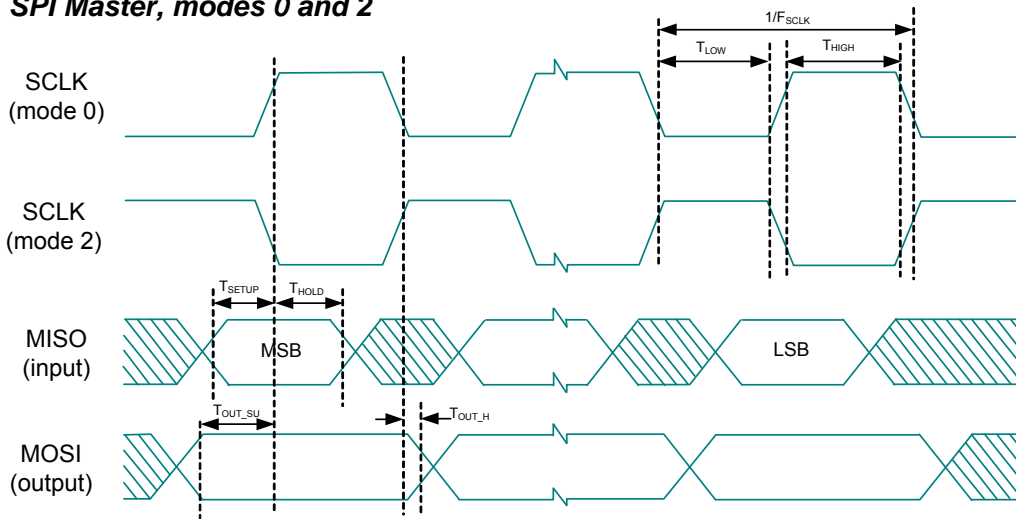 SPI Master, modes 0 and 2
1/FSCLK
TLOW
THIGH
SCLK
(mode 0)
SCLK
(mode 2)
TSETUP
THOLD
MISO
(input)
MSB
LSB
TOUT_SU
TOUT_H
MOSI
(output)